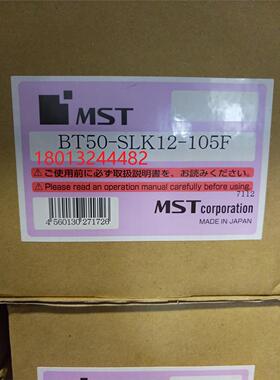 MST
BT50-SLK12-105F
18013244482
⚠ご使用前に必ず取扱説明書を、お読みください。⚠
⚠Please read an operation manual carefully before using.⚠
7112
4 560130 271726
MST corporation
MADE IN JAPAN